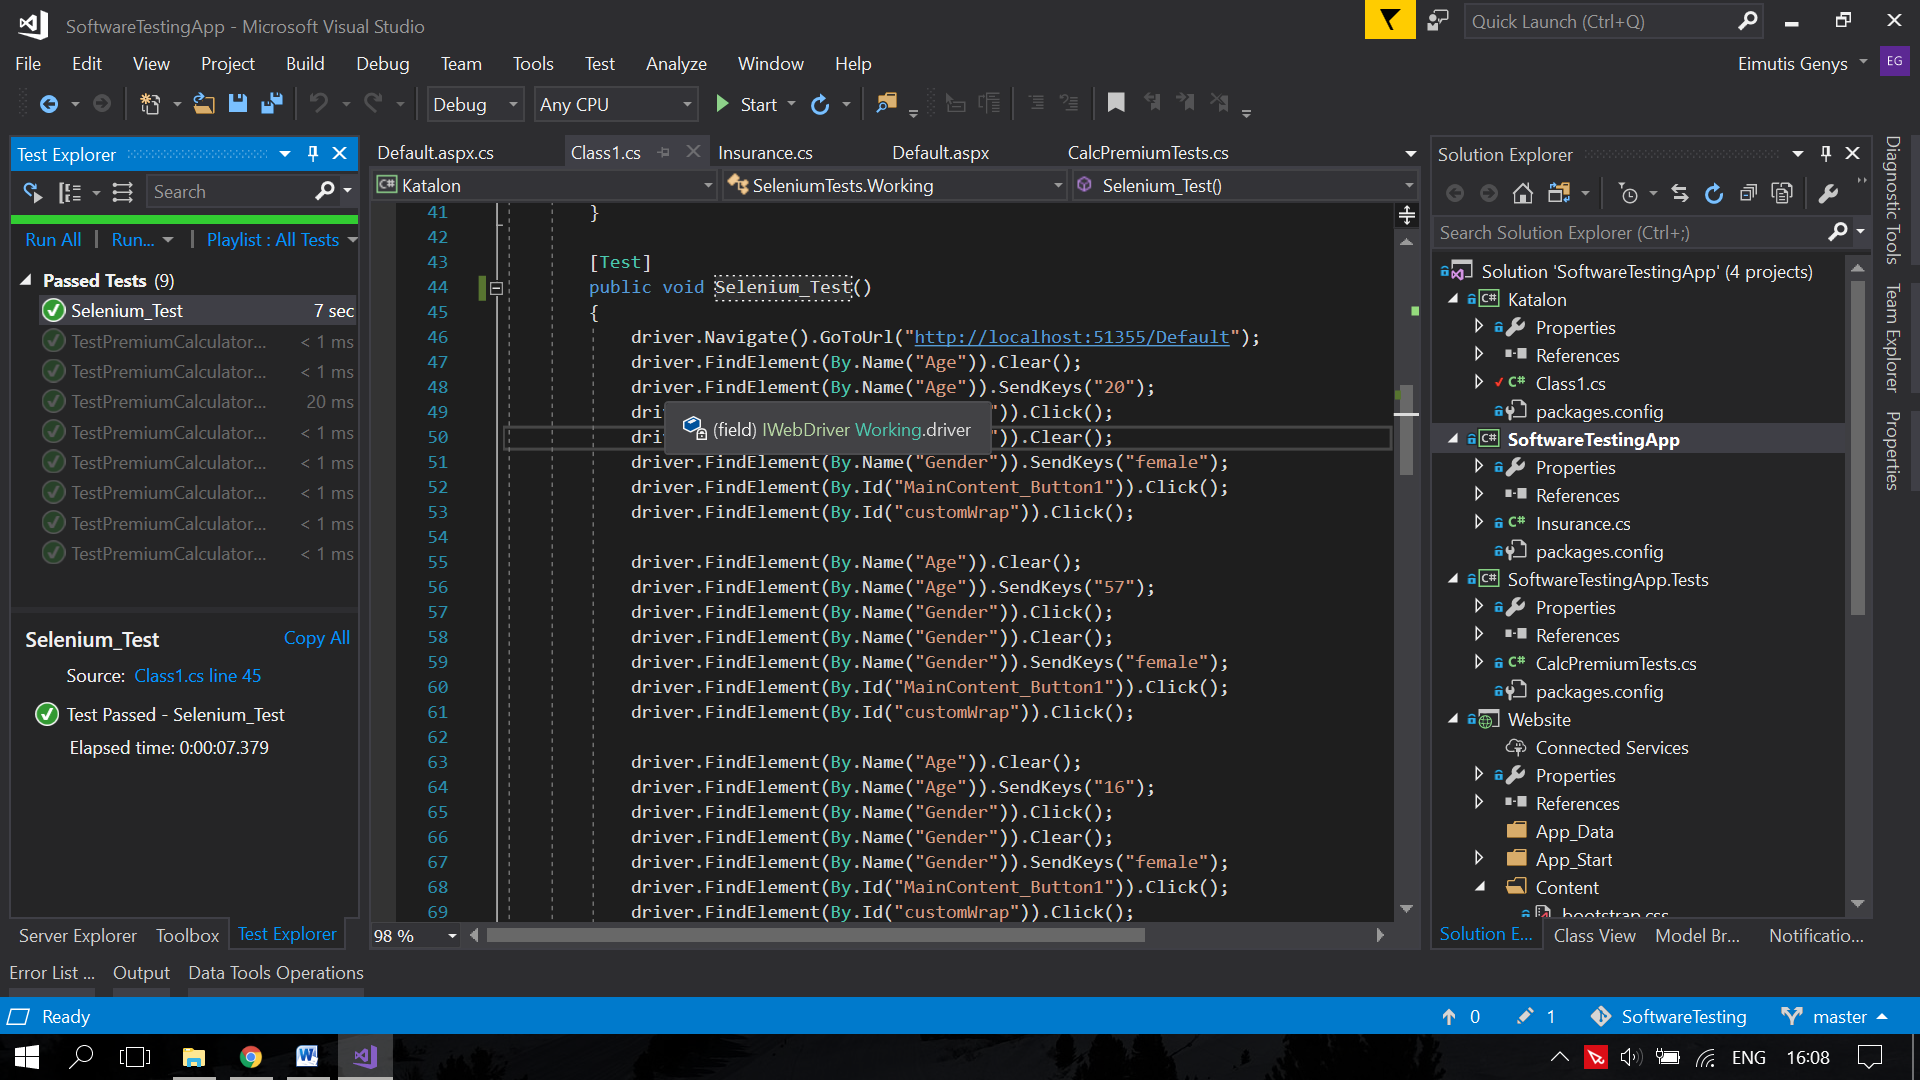 SoftwareTestingApp - Microsoft Visual Studio
Quick Launch (Ctrl+Q)
File Edit View Project Build Debug Team Tools Test Analyze Window Help
Eimutis Genys EG
Debug Any CPU Start
Test Explorer
Search
Run All | Run... | Playlist : All Tests
Passed Tests (9)
Selenium_Test 7 sec
TestPremiumCalculator... < 1 ms
TestPremiumCalculator... < 1 ms
TestPremiumCalculator... 20 ms
TestPremiumCalculator... < 1 ms
TestPremiumCalculator... < 1 ms
TestPremiumCalculator... < 1 ms
TestPremiumCalculator... < 1 ms
TestPremiumCalculator... < 1 ms
Selenium_Test Copy All
Source: Class1.cs line 45
Test Passed - Selenium_Test
Elapsed time: 0:00:07.379
Server Explorer Toolbox Test Explorer
Default.aspx.cs Class1.cs Insurance.cs Default.aspx CalcPremiumTests.cs
C# Katalon SeleniumTests.Working Selenium_Test()
41 }
42
43 [Test]
44 public void Selenium_Test()
45 {
46 driver.Navigate().GoToUrl("http://localhost:51355/Default");
47 driver.FindElement(By.Name("Age")).Clear();
48 driver.FindElement(By.Name("Age")).SendKeys("20");
49 dri ")).Click();
(field) IWebDriver Working.driver
50 dri ")).Clear();
51 driver.FindElement(By.Name("Gender")).SendKeys("female");
52 driver.FindElement(By.Id("MainContent_Button1")).Click();
53 driver.FindElement(By.Id("customWrap")).Click();
54
55 driver.FindElement(By.Name("Age")).Clear();
56 driver.FindElement(By.Name("Age")).SendKeys("57");
57 driver.FindElement(By.Name("Gender")).Click();
58 driver.FindElement(By.Name("Gender")).Clear();
59 driver.FindElement(By.Name("Gender")).SendKeys("female");
60 driver.FindElement(By.Id("MainContent_Button1")).Click();
61 driver.FindElement(By.Id("customWrap")).Click();
62
63 driver.FindElement(By.Name("Age")).Clear();
64 driver.FindElement(By.Name("Age")).SendKeys("16");
65 driver.FindElement(By.Name("Gender")).Click();
66 driver.FindElement(By.Name("Gender")).Clear();
67 driver.FindElement(By.Name("Gender")).SendKeys("female");
68 driver.FindElement(By.Id("MainContent_Button1")).Click();
69 driver.FindElement(By.Id("customWrap")).Click();
98 %
Solution Explorer
Search Solution Explorer (Ctrl+;)
Solution 'SoftwareTestingApp' (4 projects)
C# Katalon
Properties
References
C# Class1.cs
packages.config
C# SoftwareTestingApp
Properties
References
C# Insurance.cs
packages.config
C# SoftwareTestingApp.Tests
Properties
References
C# CalcPremiumTests.cs
packages.config
Website
Connected Services
Properties
References
App_Data
App_Start
Content
bootstrap.css
Solution E... Class View Model Br... Notificatio...
Diagnostic Tools
Team Explorer
Properties
Error List ... Output Data Tools Operations
Ready
0 1 SoftwareTesting master
ENG 16:08